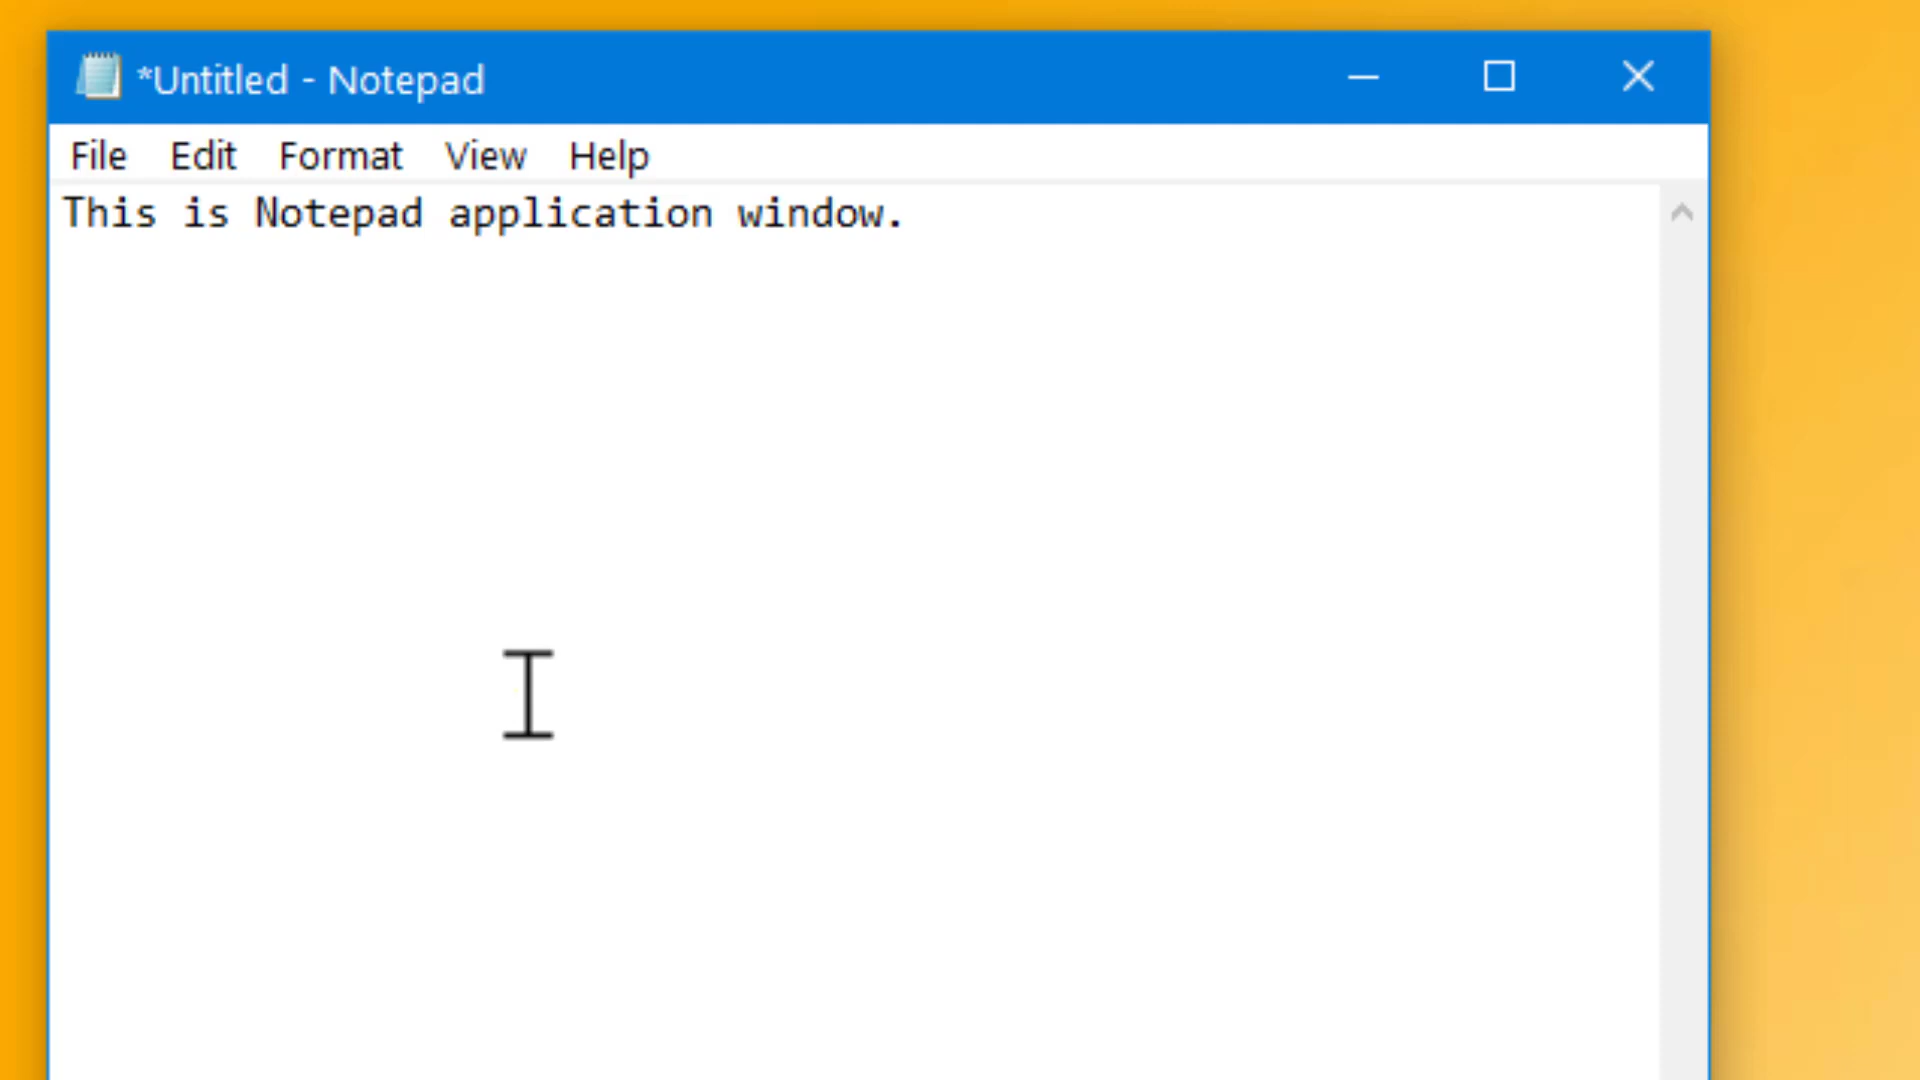 *Untitled - Notepad
File Edit Format View Help
This is Notepad application window.